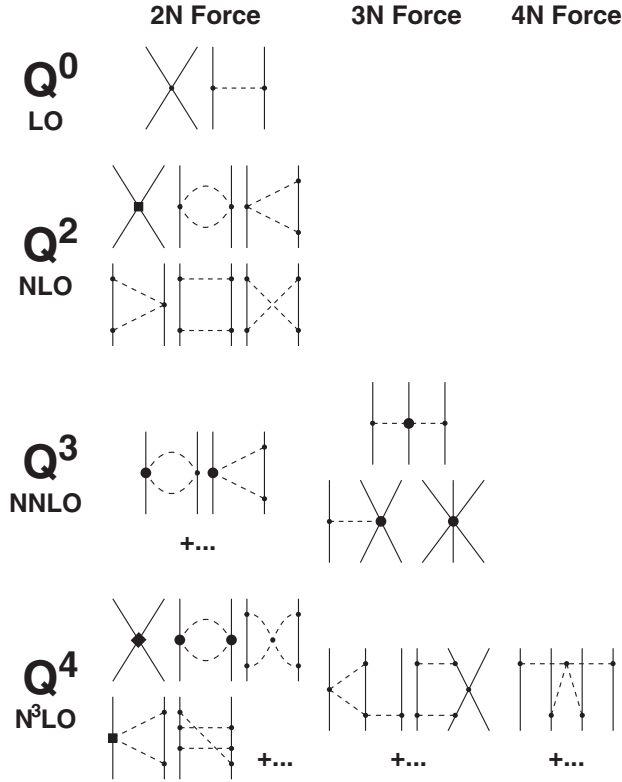 2N Force 3N Force 4N Force
Q⁰
LO
Q²
NLO
Q³
NNLO
+...
Q⁴
N³LO
+... +... +...